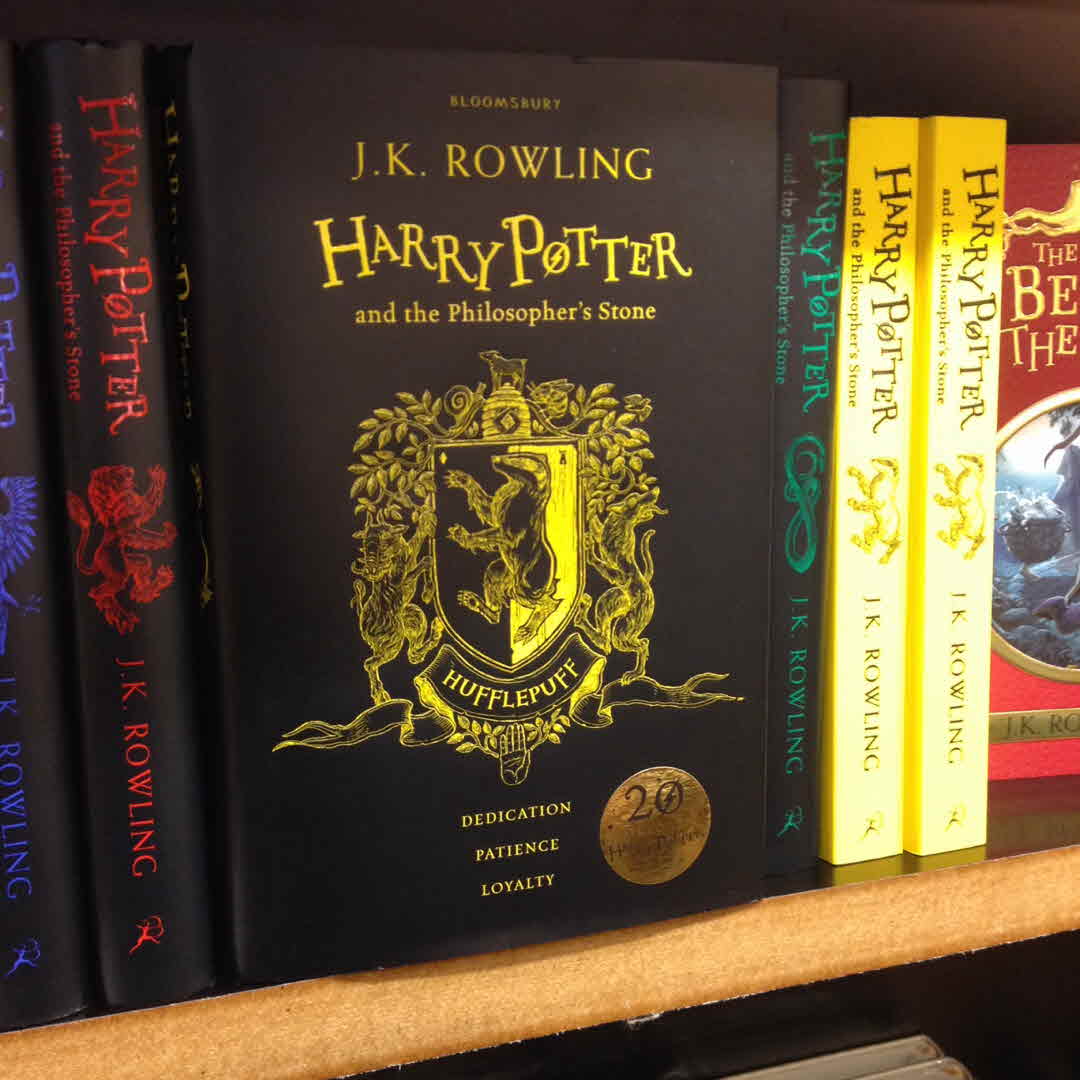 HARRY POTTER
and the Philosopher's Stone
J.K. ROWLING
BLOOMSBURY
J.K. ROWLING
HARRY POTTER
and the Philosopher's Stone
HUFFLEPUFF
DEDICATION
PATIENCE
LOYALTY
20
HARRY POTTER
and the Philosopher's Stone
J.K. ROWLING
HARRY POTTER
and the Philosopher's Stone
J.K. ROWLING
HARRY POTTER
and the Philosopher's Stone
J.K. ROWLING
THE
THE
J.K.
J.K. ROWLING